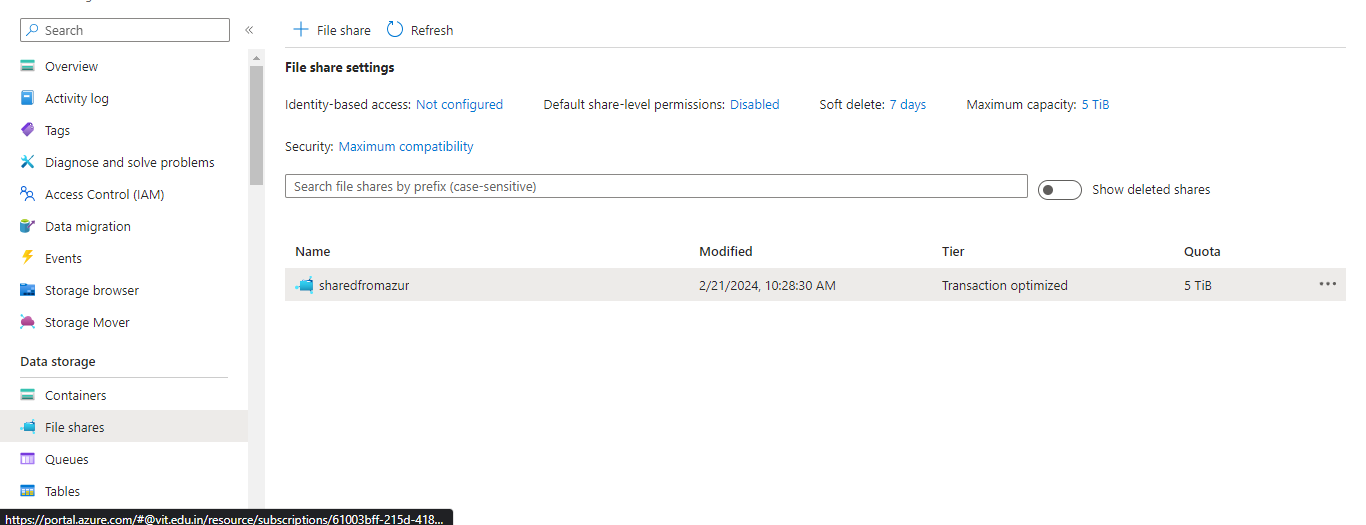 Search
«
Overview
Activity log
Tags
Diagnose and solve problems
Access Control (IAM)
Data migration
Events
Storage browser
Storage Mover
Data storage
Containers
File shares
Queues
Tables
+ File share Refresh
File share settings
Identity-based access: Not configured Default share-level permissions: Disabled Soft delete: 7 days Maximum capacity: 5 TiB
Security: Maximum compatibility
Search file shares by prefix (case-sensitive) Show deleted shares
Name Modified Tier Quota
sharedfromazur 2/21/2024, 10:28:30 AM Transaction optimized 5 TiB ...
https://portal.azure.com/#@vit.edu.in/resource/subscriptions/61003bff-215d-418...